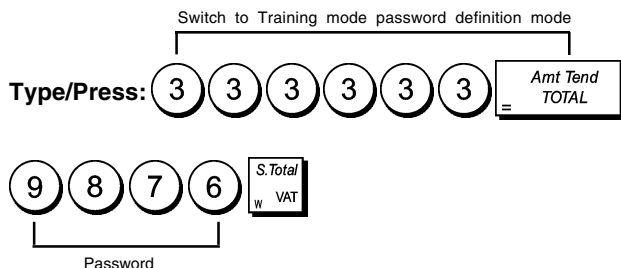 Switch to Training mode password definition mode
Type/Press: 3 3 3 3 3 3 = Amt Tend TOTAL
9 8 7 6 S.Total W VAT
Password